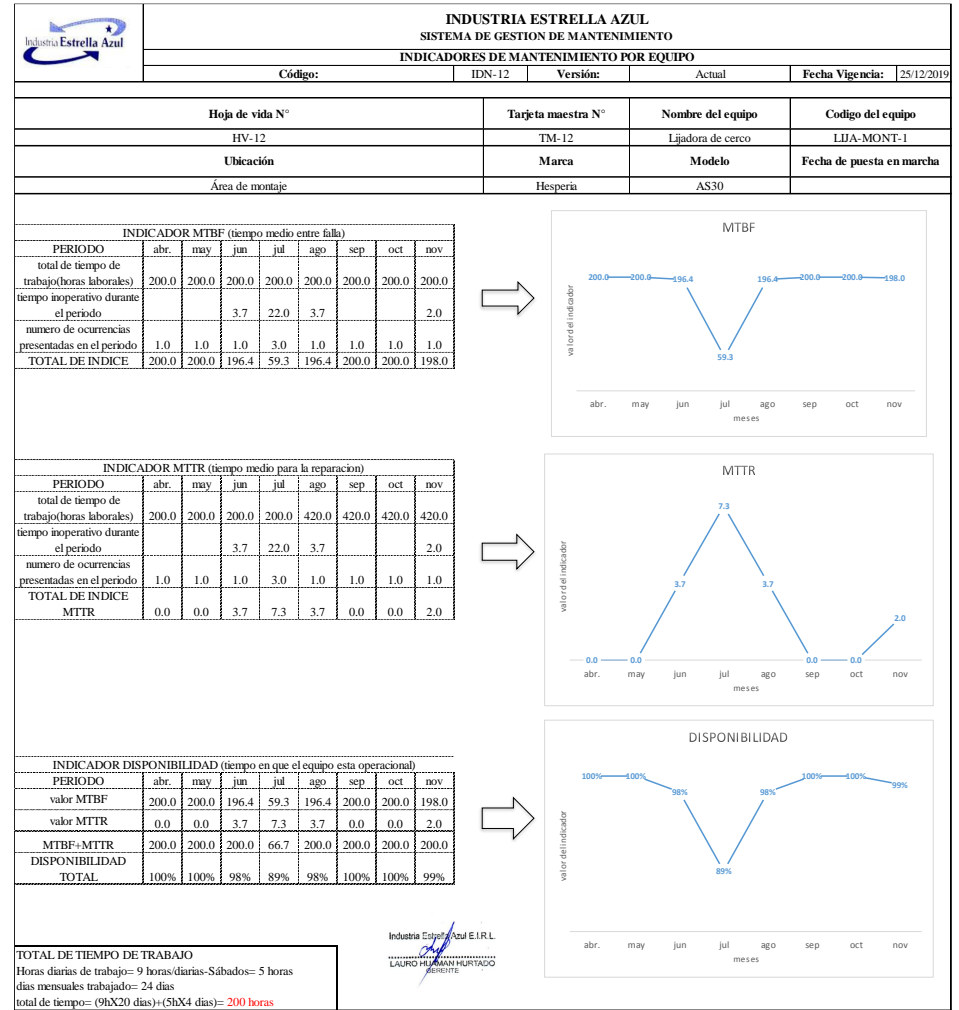 Industria Estrella Azul
INDUSTRIA ESTRELLA AZUL
SISTEMA DE GESTION DE MANTENIMIENTO
INDICADORES DE MANTENIMIENTO POR EQUIPO
Código: IDN-12 Versión: Actual Fecha Vigencia: 25/12/2019
Hoja de vida N° Tarjeta maestra N° Nombre del equipo Codigo del equipo
HV-12 TM-12 Lijadora de cerco LIJA-MONT-1
Ubicación Marca Modelo Fecha de puesta en marcha
Área de montaje Hesperia AS30
INDICADOR MTBF (tiempo medio entre falla)
PERIODO abr. may jun jul ago sep oct nov
total de tiempo de
trabajo(horas laborales) 200.0 200.0 200.0 200.0 200.0 200.0 200.0 200.0
tiempo inoperativo durante
el periodo 3.7 22.0 3.7 2.0
numero de ocurrencias
presentadas en el periodo 1.0 1.0 1.0 3.0 1.0 1.0 1.0 1.0
TOTAL DE INDICE 200.0 200.0 196.4 59.3 196.4 200.0 200.0 198.0
MTBF
valor del indicador
200.0 200.0 196.4 59.3 196.4 200.0 200.0 198.0
abr. may jun jul ago sep oct nov
meses
INDICADOR MTTR (tiempo medio para la reparacion)
PERIODO abr. may jun jul ago sep oct nov
total de tiempo de
trabajo(horas laborales) 200.0 200.0 200.0 200.0 420.0 420.0 420.0 420.0
tiempo inoperativo durante
el periodo 3.7 22.0 3.7 2.0
numero de ocurrencias
presentadas en el periodo 1.0 1.0 1.0 3.0 1.0 1.0 1.0 1.0
TOTAL DE INDICE
MTTR 0.0 0.0 3.7 7.3 3.7 0.0 0.0 2.0
MTTR
valor del indicador
0.0 0.0 3.7 7.3 3.7 0.0 0.0 2.0
abr. may jun jul ago sep oct nov
meses
INDICADOR DISPONIBILIDAD (tiempo en que el equipo esta operacional)
PERIODO abr. may jun jul ago sep oct nov
valor MTBF 200.0 200.0 196.4 59.3 196.4 200.0 200.0 198.0
valor MTTR 0.0 0.0 3.7 7.3 3.7 0.0 0.0 2.0
MTBF+MTTR 200.0 200.0 200.0 66.7 200.0 200.0 200.0 200.0
DISPONIBILIDAD
TOTAL 100% 100% 98% 89% 98% 100% 100% 99%
DISPONIBILIDAD
valor del indicador
100% 100% 98% 89% 98% 100% 100% 99%
abr. may jun jul ago sep oct nov
meses
Industria Estrella Azul E.I.R.L.
LAURO HUAMAN HURTADO
GERENTE
TOTAL DE TIEMPO DE TRABAJO
Horas diarias de trabajo= 9 horas/diarias-Sábados= 5 horas
dias mensuales trabajado= 24 dias
total de tiempo= (9hX20 dias)+(5hX4 dias)= 200 horas